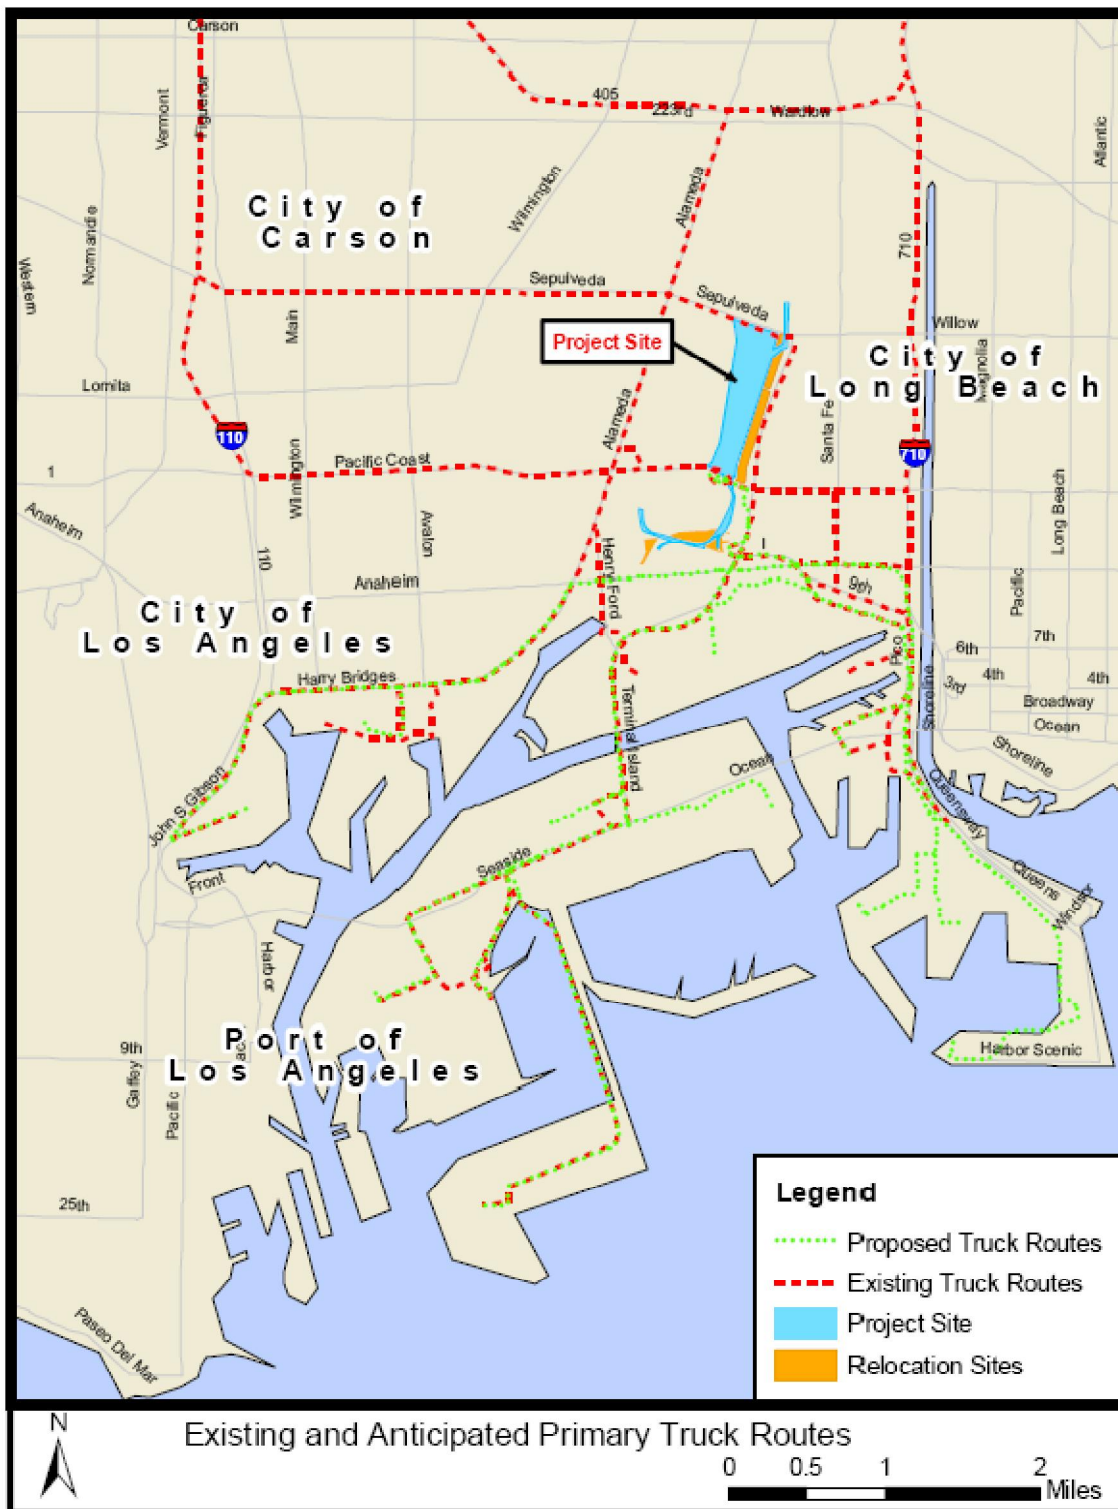 Carson
405
223rd
Wardlow
Vermont
Figueroa
Atlantic
Wilmington
Alameda
City of
Carson
Normandie
Western
710
Sepulveda
Sepulveda
Main
Willow
Project Site
City of
Long Beach
Magnolia
Lomita
Alameda
Santa Fe
110
710
Pacific Coast
1
Wilmington
Long Beach
Anaheim
Avalon
110
I
Henry Ford
Anaheim
9th
Pacific
City of
Los Angeles
7th
6th
Pico
4th
4th
3rd
Harry Bridges
Broadway
Terminal Island
Shoreline
Ocean
Ocean
Shoreline
John S Gibson
Queensway
Seaside
Front
Queens
Windsor
Harbor
Port of
Los Angeles
9th
Harbor Scenic
Gaffey
Pacific
25th
Paseo Del Mar
Legend
Proposed Truck Routes
Existing Truck Routes
Project Site
Relocation Sites
N
Existing and Anticipated Primary Truck Routes
0 0.5 1 2
Miles